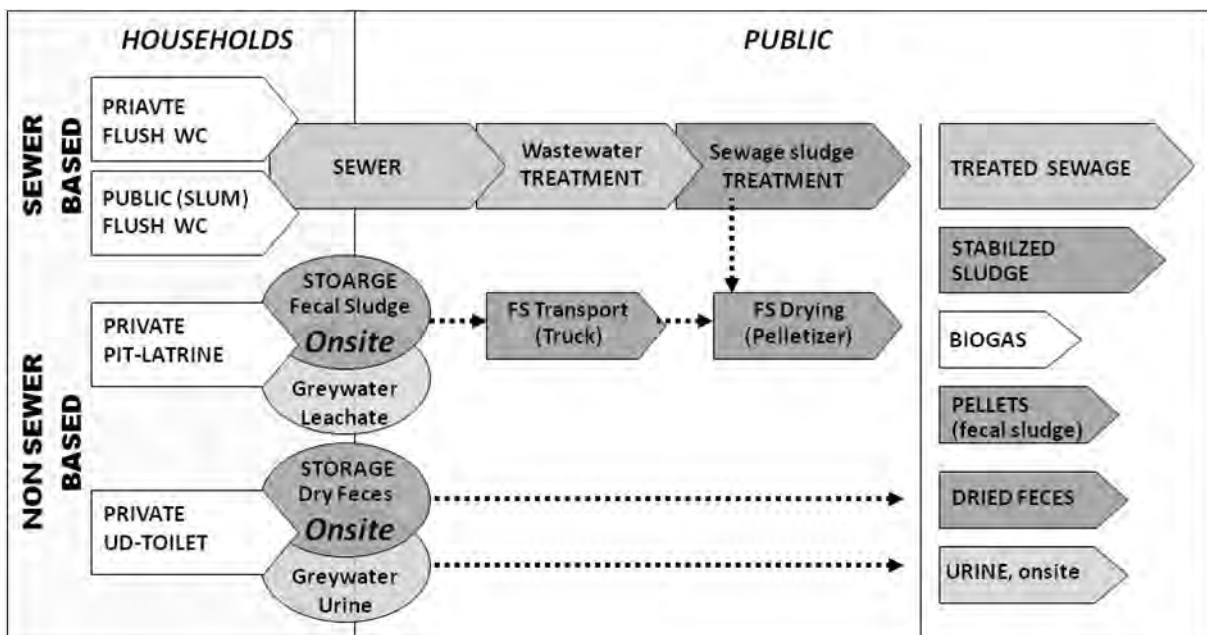 HOUSEHOLDS
PUBLIC
SEWER
BASED
PRIAVTE
FLUSH WC
PUBLIC (SLUM)
FLUSH WC
SEWER
Wastewater
TREATMENT
Sewage sludge
TREATMENT
TREATED SEWAGE
STABILZED
SLUDGE
NON SEWER
BASED
PRIVATE
PIT-LATRINE
STOARGE
Fecal Sludge
Onsite
Greywater
Leachate
FS Transport
(Truck)
FS Drying
(Pelletizer)
BIOGAS
PELLETS
(fecal sludge)
PRIVATE
UD-TOILET
STORAGE
Dry Feces
Onsite
Greywater
Urine
DRIED FECES
URINE, onsite